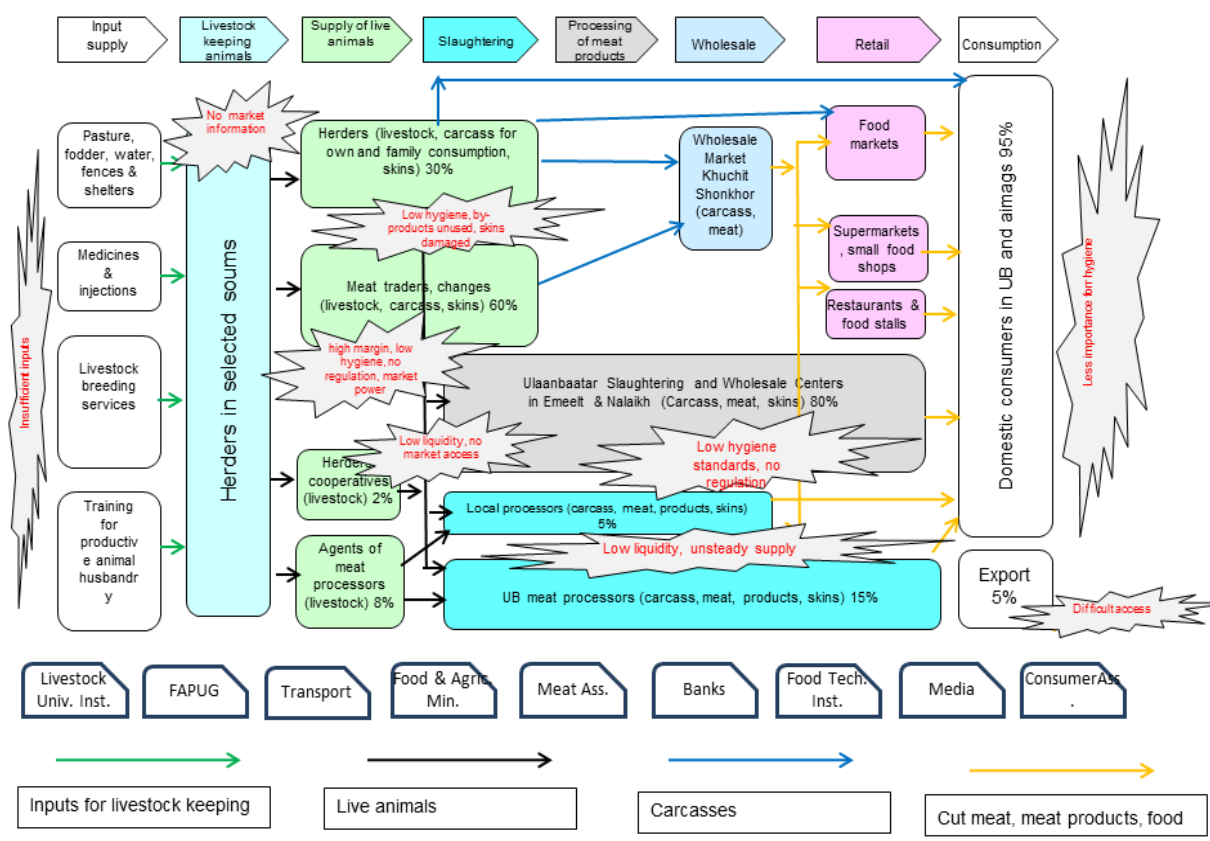 Input
supply
Livestock
keeping
animals
Supply of live
animals
Slaughtering
Processing
of meat
products
Wholesale
Retail
Consumption
No market
information
Pasture,
fodder, water,
fences &
shelters
Medicines
&
injections
Livestock
breeding
services
Training
for
productiv
e animal
husbandr
y
Insufficient inputs
Herders in selected soums
Herders (livestock, carcass for
own and family consumption,
skins) 30%
Low hygiene, by-
products unused, skins
damaged
Meat traders, changes
(livestock, carcass, skins) 60%
high margin, low
hygiene, no
regulation, market
power
Low liquidity, no
market access
Herders
cooperatives
(livestock) 2%
Agents of
meat
processors
(livestock) 8%
Wholesale
Market
Khuchit
Shonkhor
(carcass,
meat)
Food
markets
Supermarkets
, small food
shops
Restaurants &
food stalls
Ulaanbaatar Slaughtering and Wholesale Centers
in Emeelt & Nalaikh (Carcass, meat, skins) 80%
Low hygiene
standards, no
regulation
Local processors (carcass, meat, products, skins)
5%
Low liquidity, unsteady supply
UB meat processors (carcass, meat, products, skins) 15%
Domestic consumers in UB and aimags 95%
Less importance forr hygiene
Export
5%
Difficult access
Livestock
Univ. Inst.
FAPUG
Transport
Food & Agric.
Min.
Meat Ass.
Banks
Food Tech.
Inst.
Media
ConsumerAss
.
Inputs for livestock keeping
Live animals
Carcasses
Cut meat, meat products, food